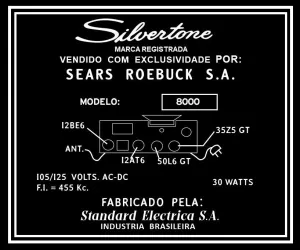 Silvertone
MARCA REGISTRADA
VENDIDO COM EXCLUSIVIDADE POR:
SEARS ROEBUCK S.A.
MODELO: 8000
12BE6
35Z5 GT
ANT.
12AT6
50L6 GT
105/125 VOLTS. AC-DC
F.I. = 455 Kc.
30 WATTS
FABRICADO PELA:
Standard Electrica S.A.
INDUSTRIA BRASILEIRA